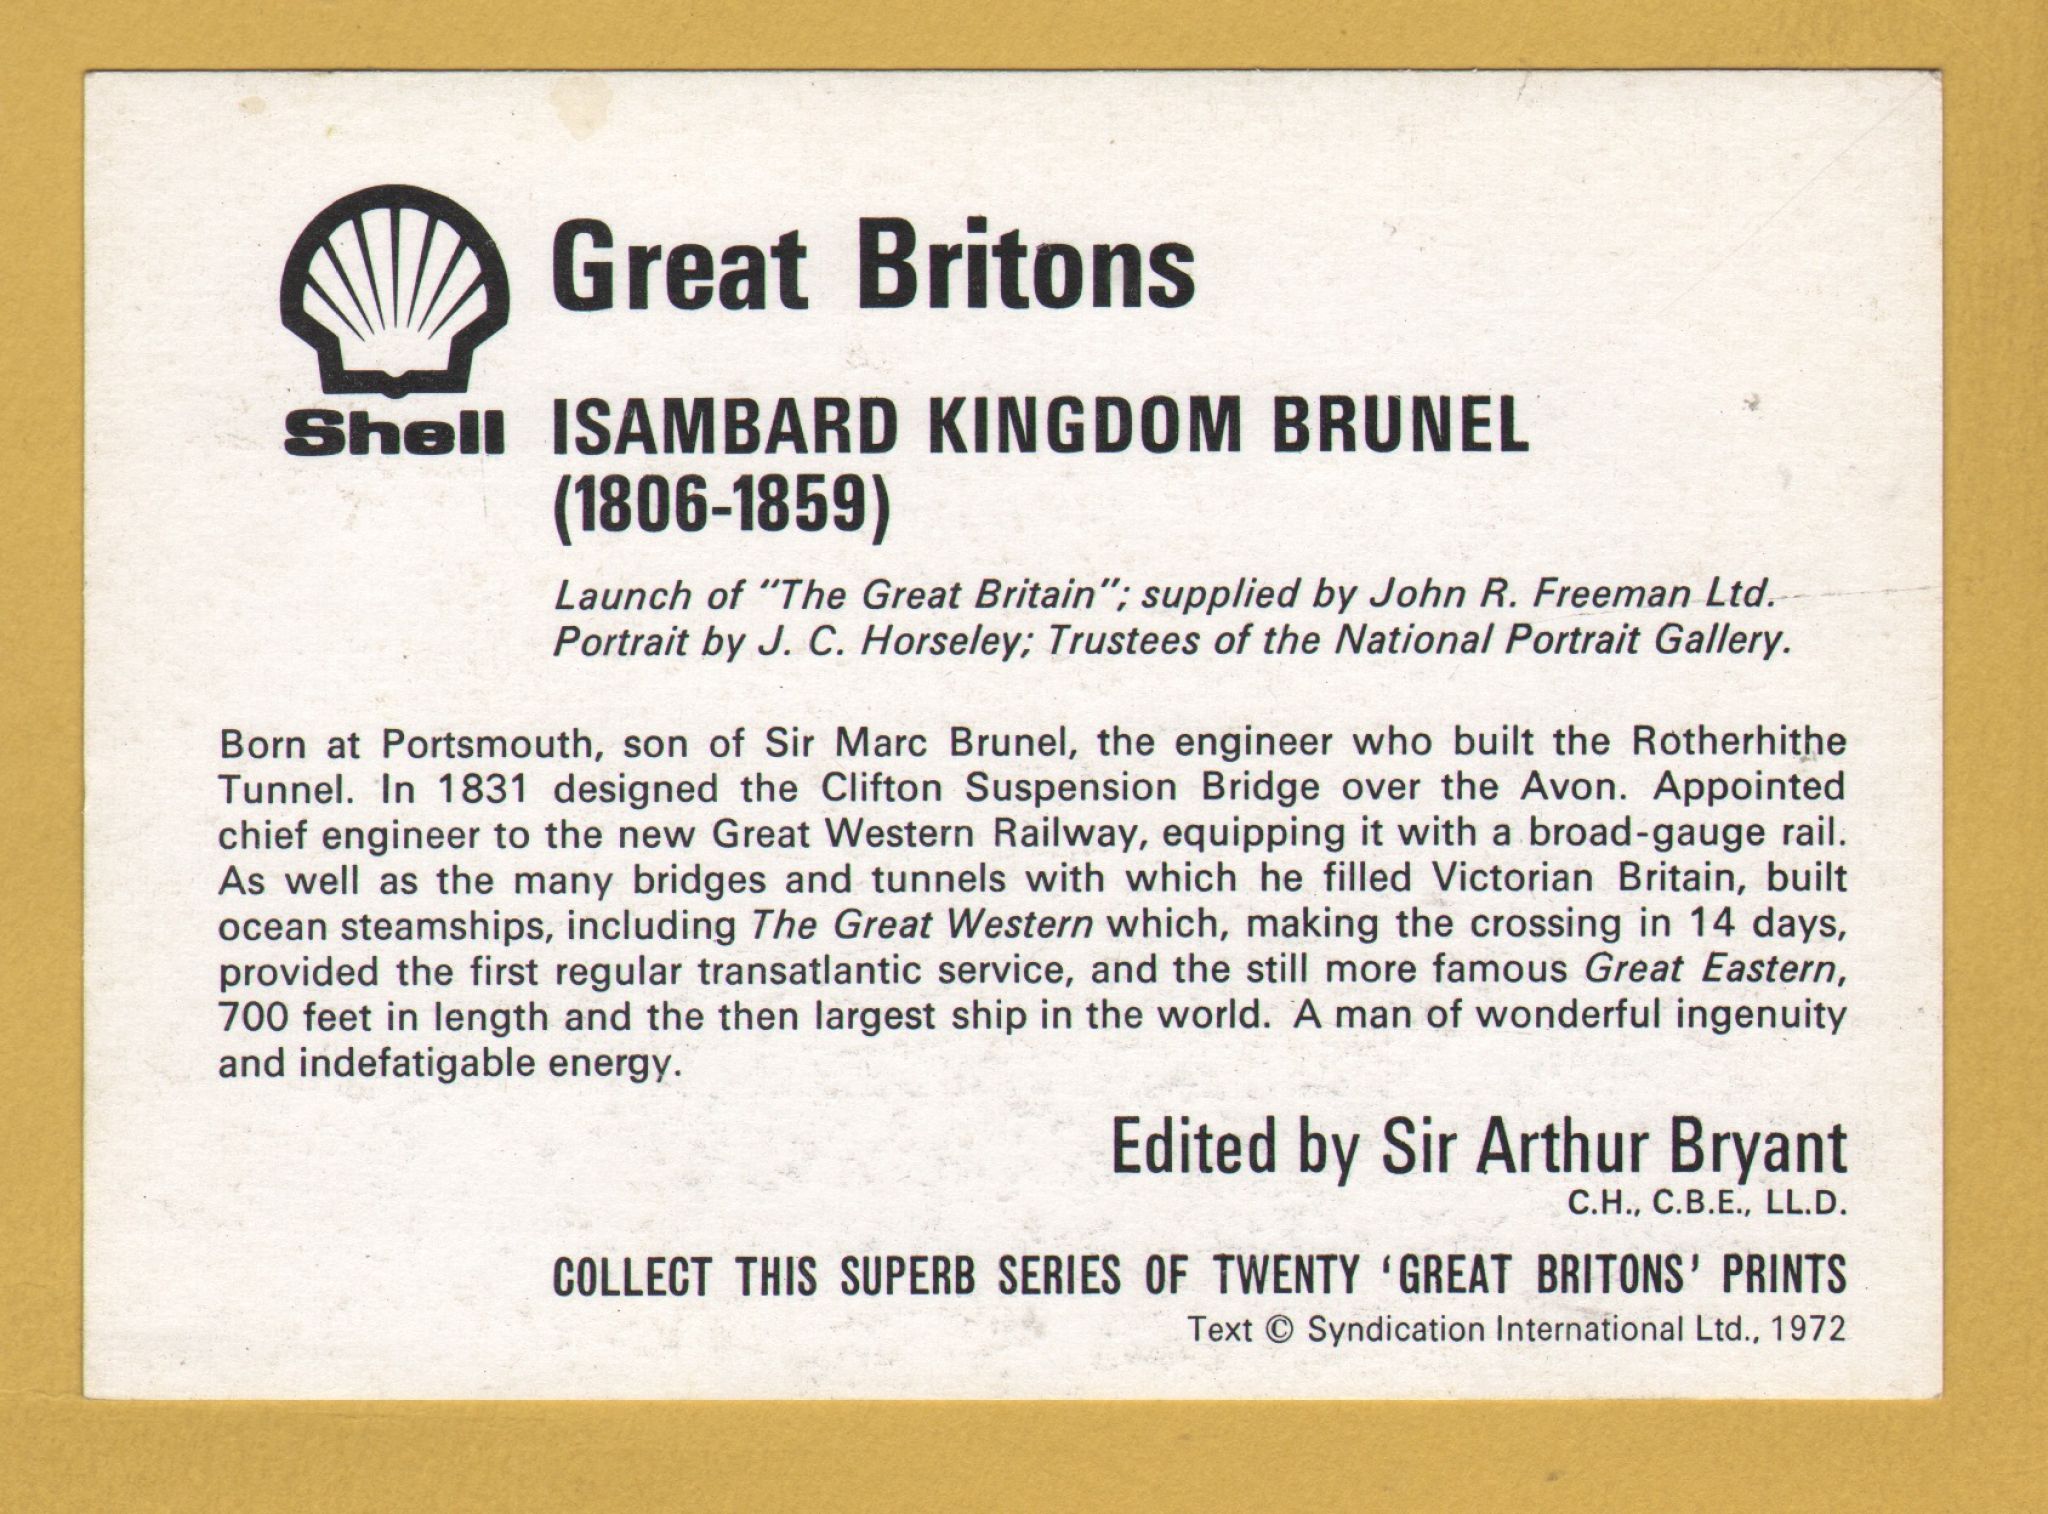 Great Britons
Shell
ISAMBARD KINGDOM BRUNEL
(1806-1859)
Launch of "The Great Britain"; supplied by John R. Freeman Ltd.
Portrait by J. C. Horseley; Trustees of the National Portrait Gallery.
Born at Portsmouth, son of Sir Marc Brunel, the engineer who built the Rotherhithe
Tunnel. In 1831 designed the Clifton Suspension Bridge over the Avon. Appointed
chief engineer to the new Great Western Railway, equipping it with a broad-gauge rail.
As well as the many bridges and tunnels with which he filled Victorian Britain, built
ocean steamships, including The Great Western which, making the crossing in 14 days,
provided the first regular transatlantic service, and the still more famous Great Eastern,
700 feet in length and the then largest ship in the world. A man of wonderful ingenuity
and indefatigable energy.
Edited by Sir Arthur Bryant
C.H., C.B.E., LL.D.
COLLECT THIS SUPERB SERIES OF TWENTY 'GREAT BRITONS' PRINTS
Text © Syndication International Ltd., 1972